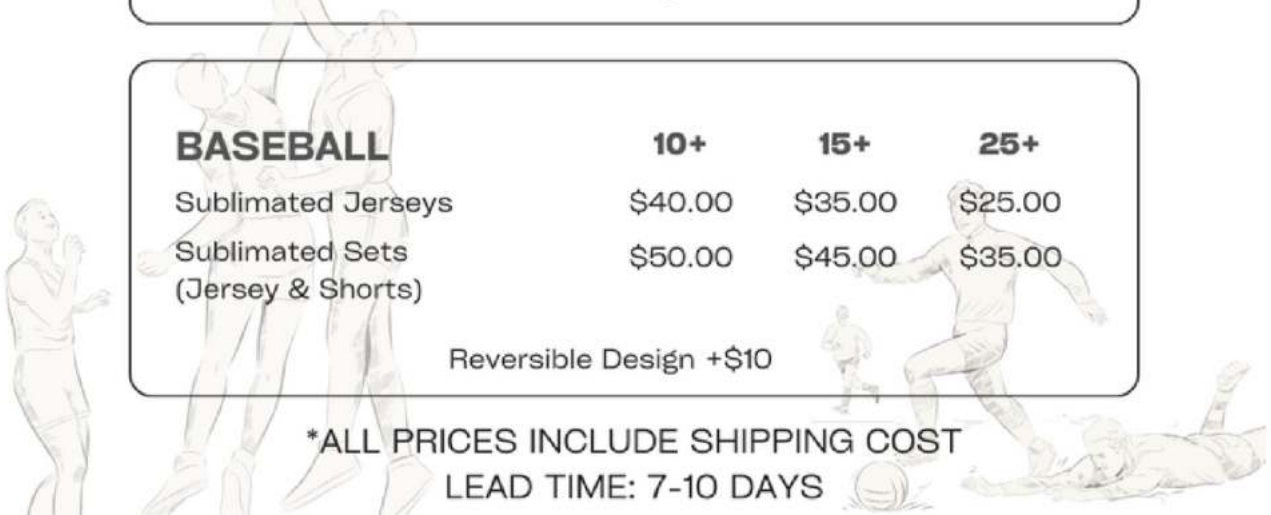 BASEBALL 10+ 15+ 25+
Sublimated Jerseys $40.00 $35.00 $25.00
Sublimated Sets $50.00 $45.00 $35.00
(Jersey & Shorts)
Reversible Design +$10
*ALL PRICES INCLUDE SHIPPING COST
LEAD TIME: 7-10 DAYS